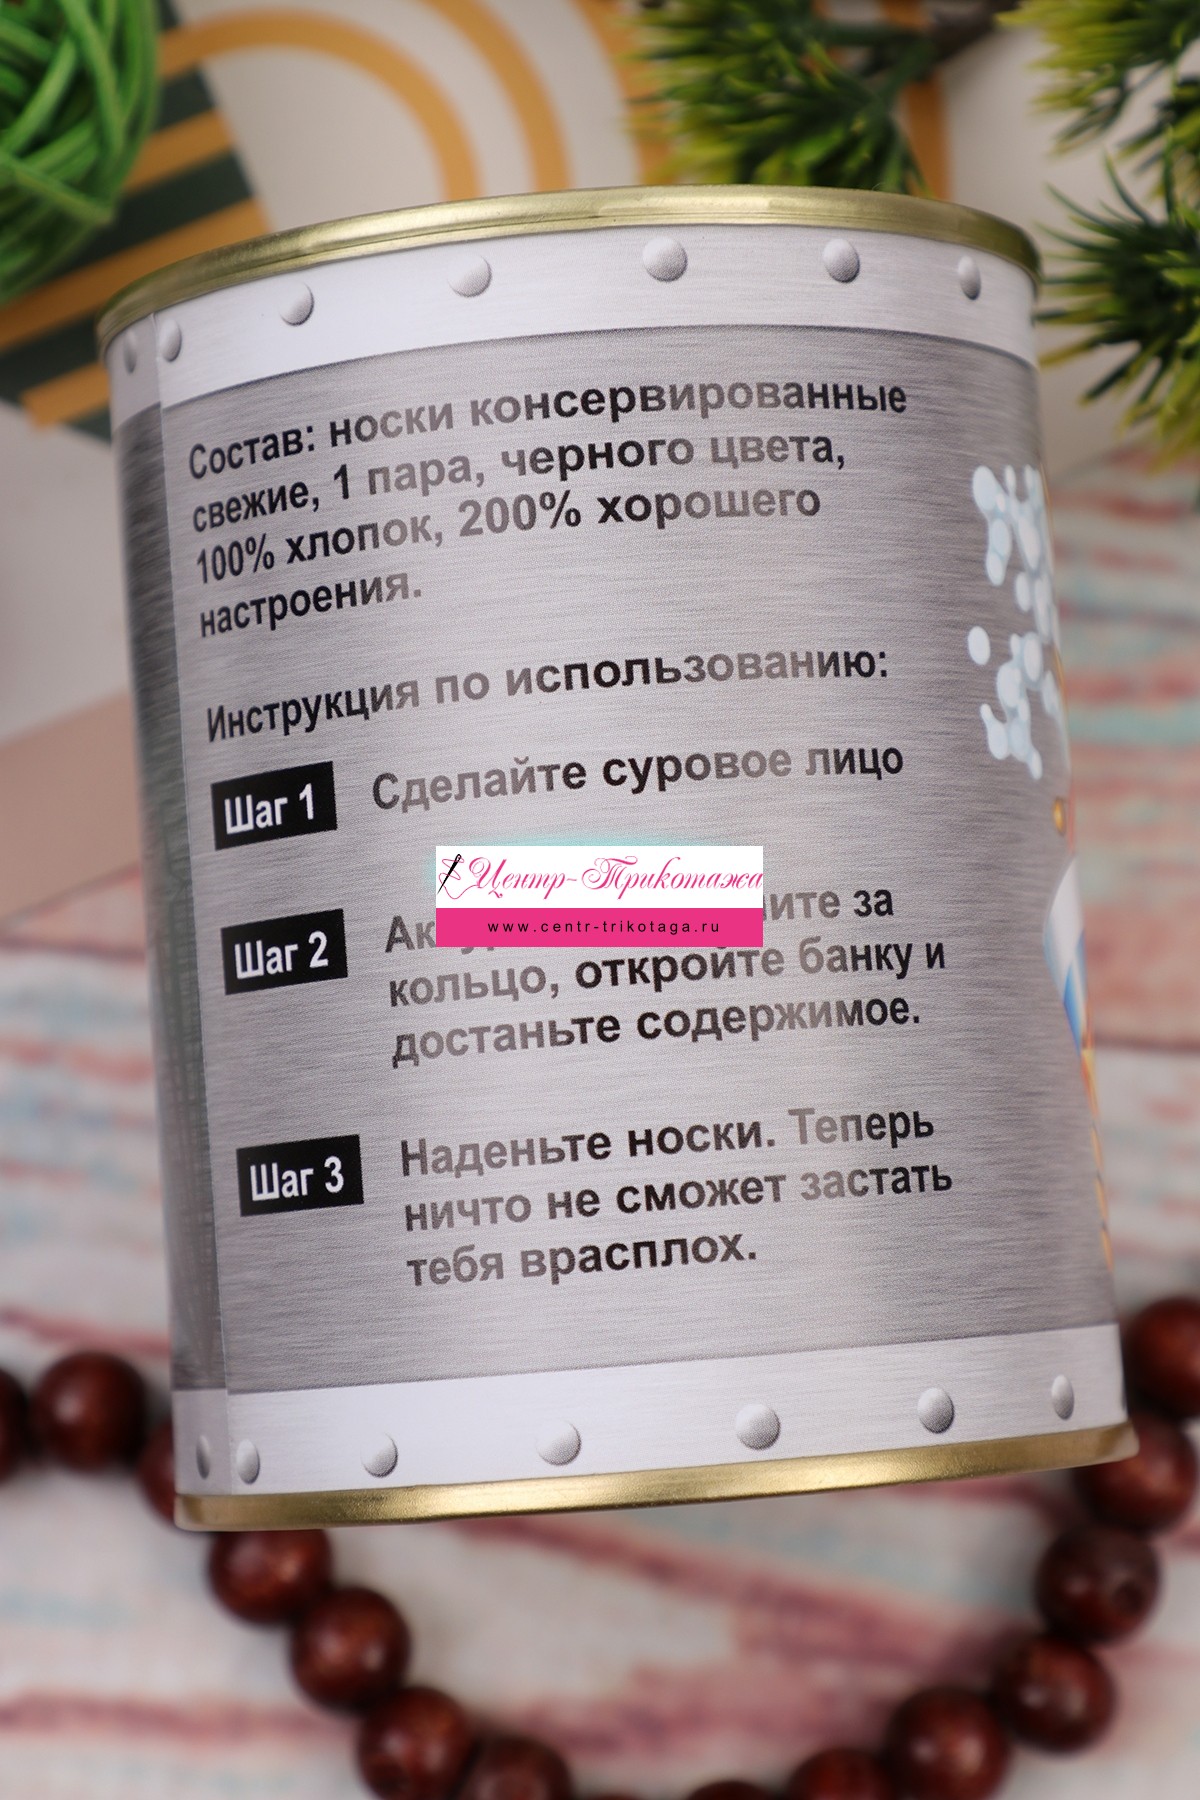 Состав: носки консервированные
свежие, 1 пара, черного цвета,
100% хлопок, 200% хорошего
настроения.
Инструкция по использованию:
Шаг 1 Сделайте суровое лицо
Центр-Трикотажа
www.centr-trikotaga.ru
Шаг 2 за
кольцо, откройте банку и
достаньте содержимое.
Шаг 3 Наденьте носки. Теперь
ничто не сможет застать
тебя врасплох.